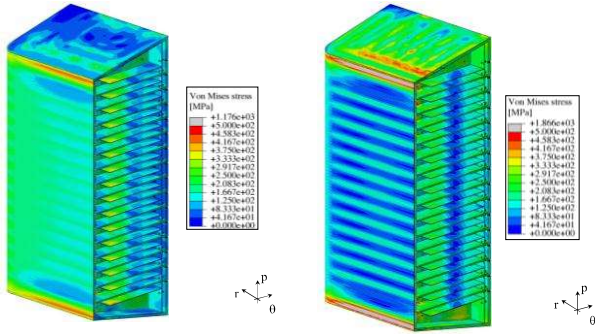 Von Mises stress
[MPa]
+1.176e+03
+5.000e+02
+4.583e+02
+4.167e+02
+3.750e+02
+3.333e+02
+2.917e+02
+2.500e+02
+2.083e+02
+1.667e+02
+1.250e+02
+8.333e+01
+4.167e+01
+0.000e+00
p
r
θ
Von Mises stress
[MPa]
+1.866e+03
+5.000e+02
+4.583e+02
+4.167e+02
+3.750e+02
+3.333e+02
+2.917e+02
+2.500e+02
+2.083e+02
+1.667e+02
+1.250e+02
+8.333e+01
+4.167e+01
+0.000e+00
p
r
θ